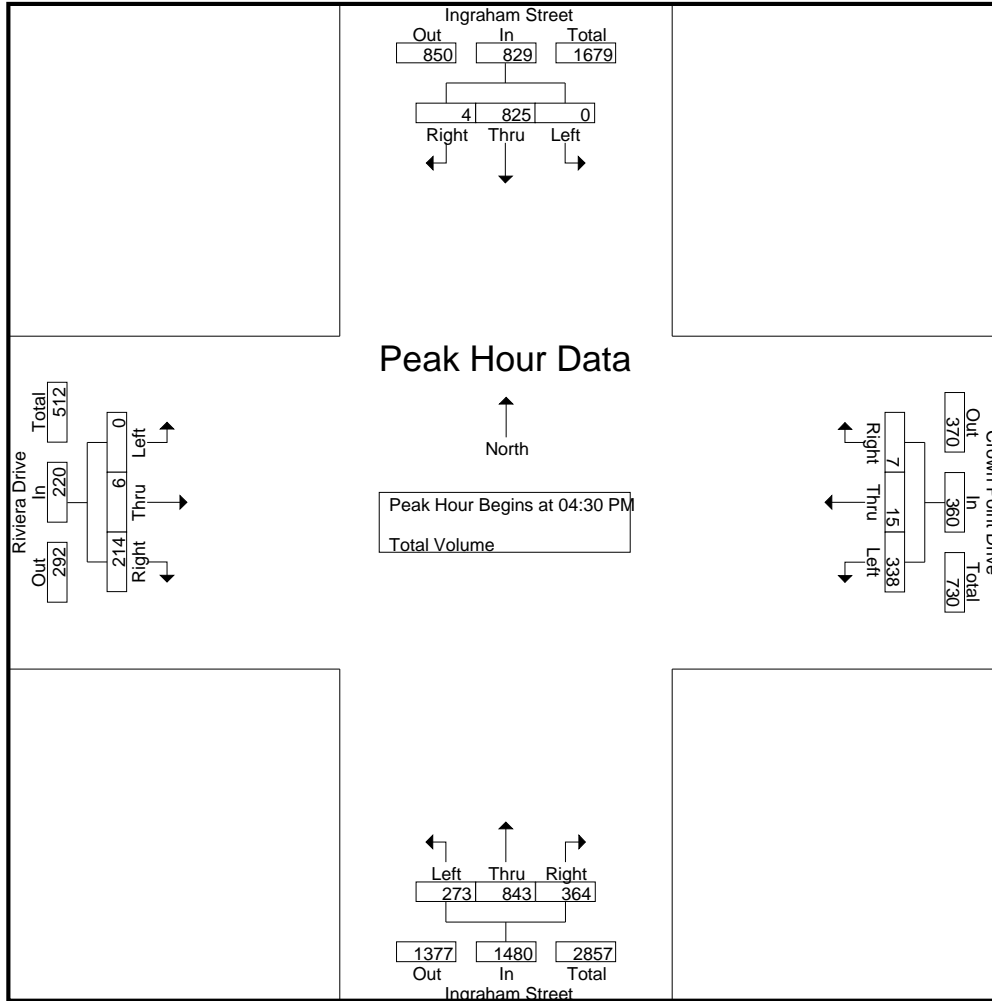 Ingraham Street
Out In Total
850 829 1679
4 825 0
Right Thru Left
Peak Hour Data
North
Peak Hour Begins at 04:30 PM
Total Volume
Riviera Drive
Out In Total
292 220 512
214 6 0
Right Thru Left
Crown Point Drive
Out In Total
370 360 730
7 15 338
Right Thru Left
Left Thru Right
273 843 364
1377 1480 2857
Out In Total
Ingraham Street